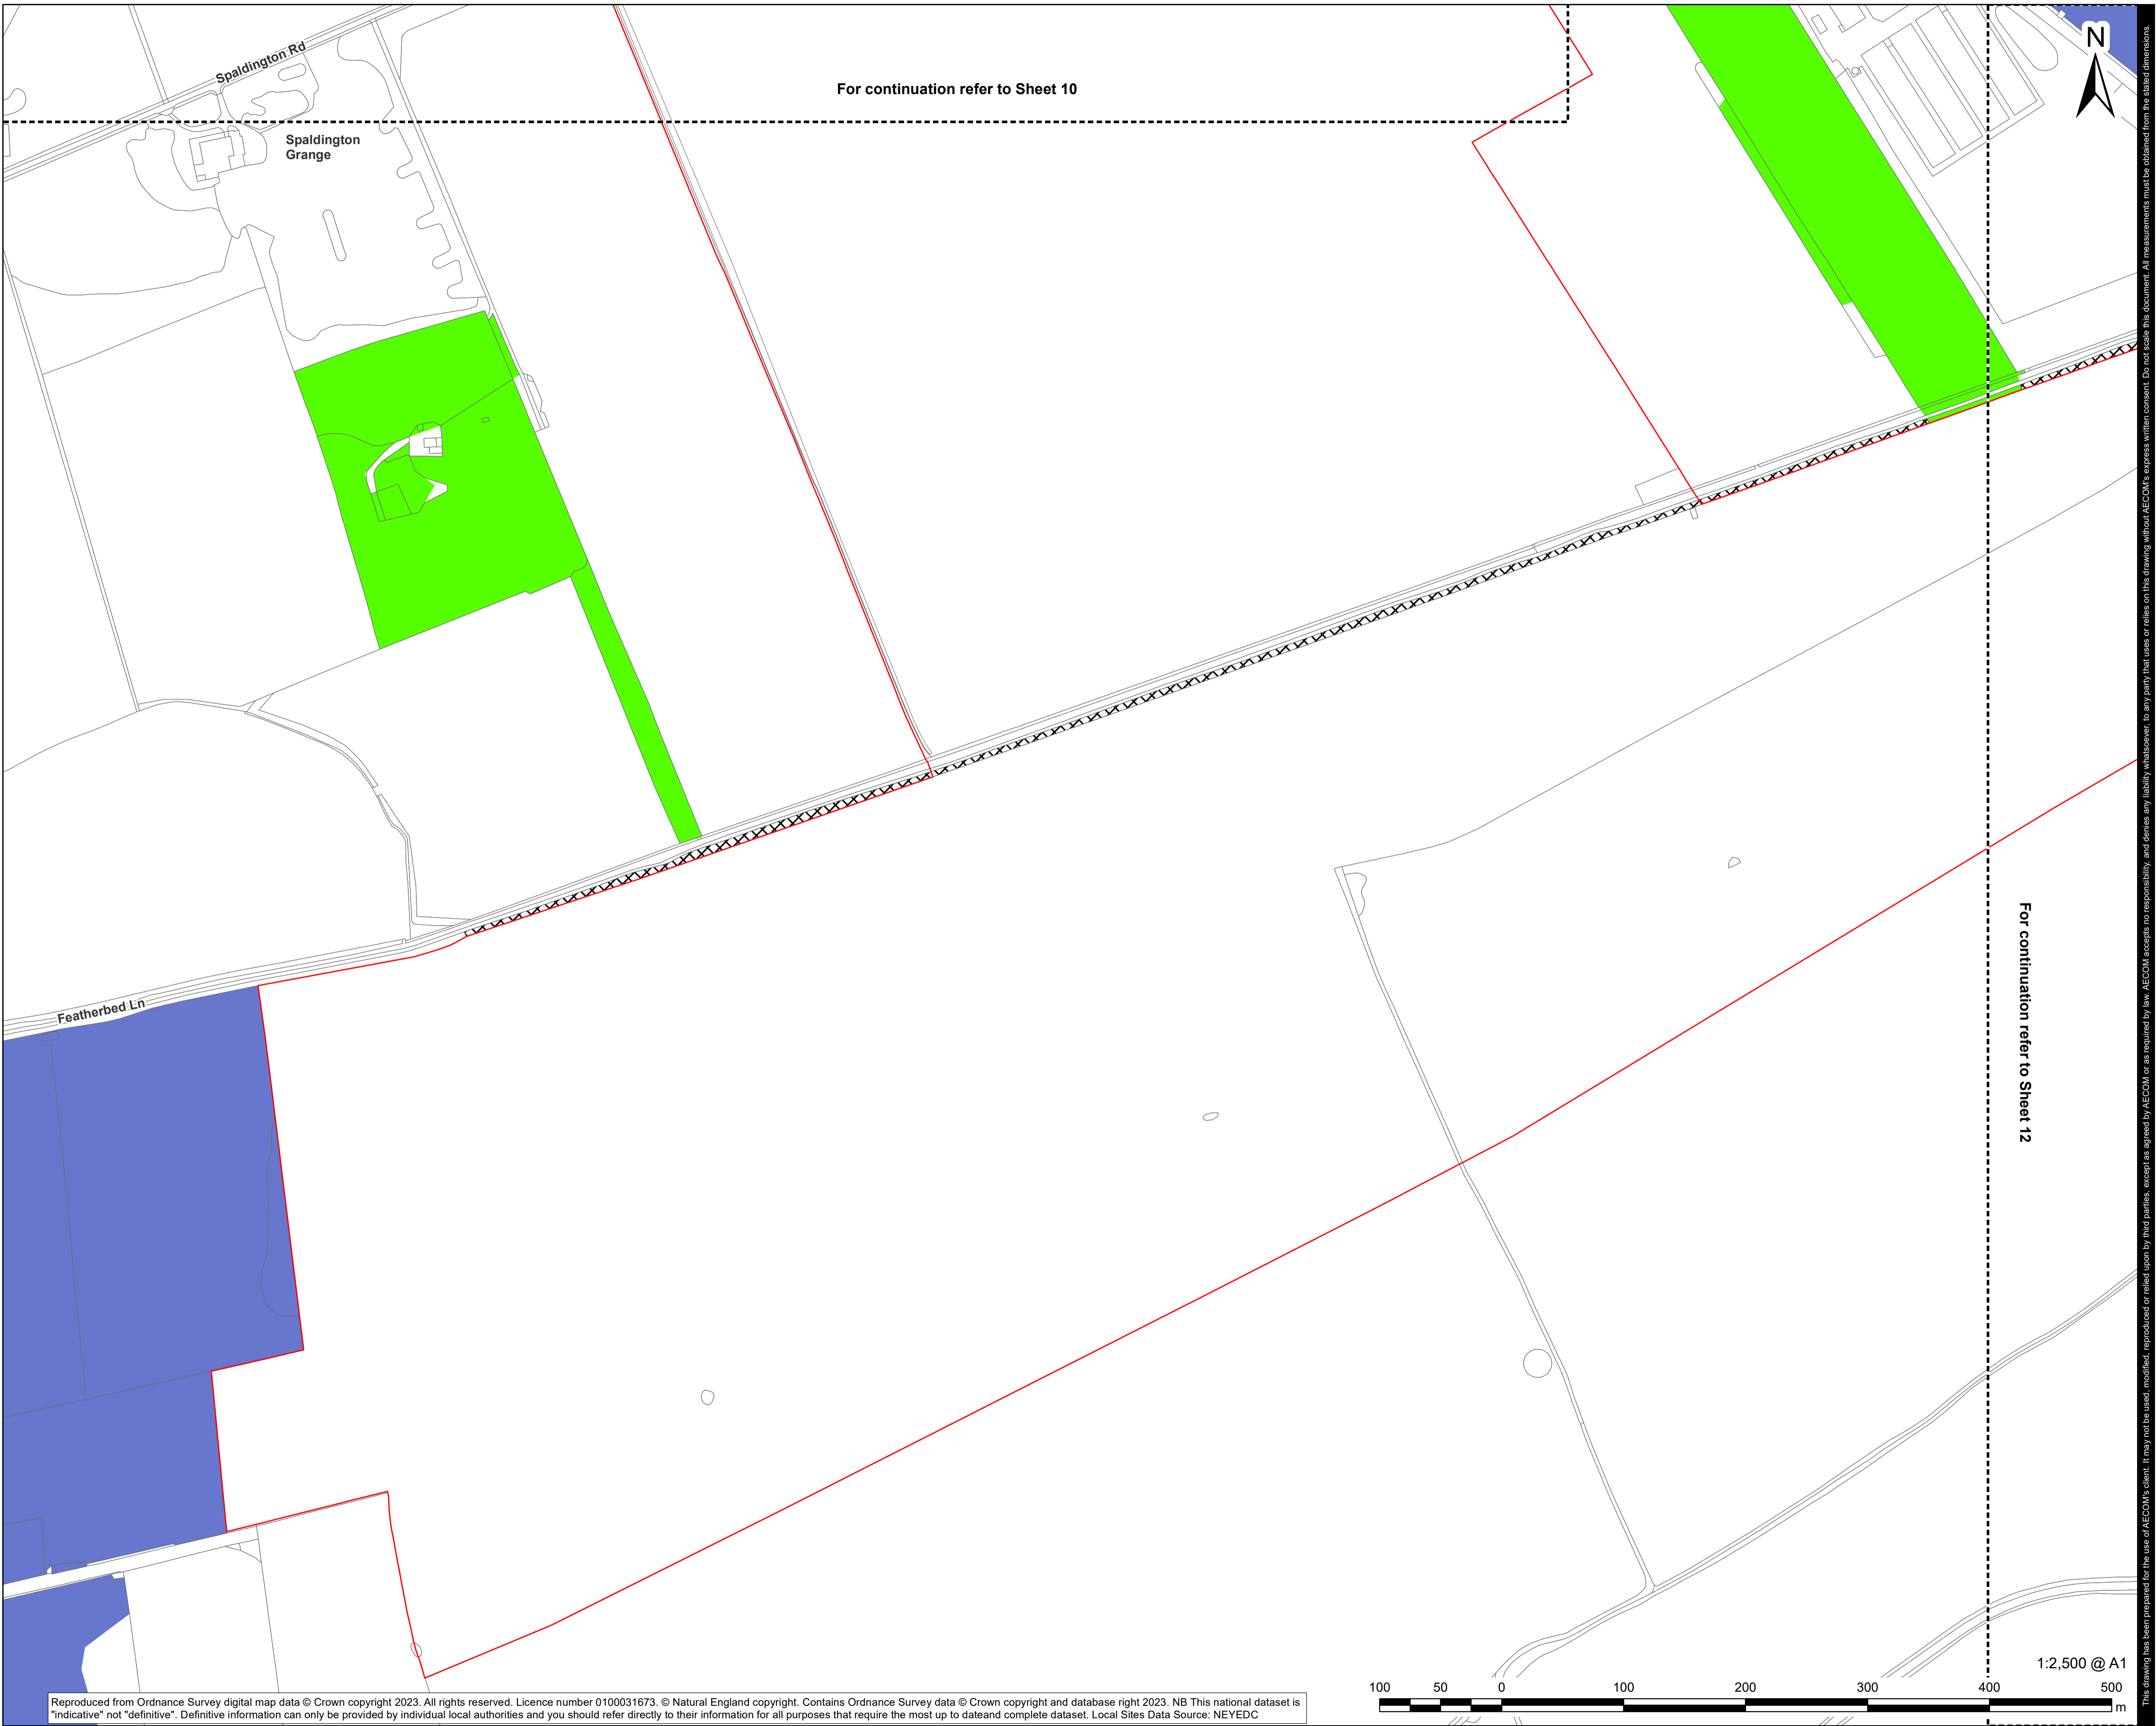 Spaldington Rd
For continuation refer to Sheet 10
N
Spaldington
Grange
Featherbed Ln
For continuation refer to Sheet 12
1:2,500 @ A1
100 50 0 100 200 300 400 500
m
Reproduced from Ordnance Survey digital map data © Crown copyright 2023. All rights reserved. Licence number 0100031673. © Natural England copyright. Contains Ordnance Survey data © Crown copyright and database right 2023. NB This national dataset is
"indicative" not "definitive". Definitive information can only be provided by individual local authorities and you should refer directly to their information for all purposes that require the most up to dateand complete dataset. Local Sites Data Source: NEYEDC
This drawing has been prepared for the use of AECOM's client. It may not be used, modified, reproduced or relied upon by third parties, except as agreed by AECOM or as required by law. AECOM accepts no responsibility, and denies any liability whatsoever, to any party that uses or relies on this drawing without AECOM's express written consent. Do not scale this document. All measurements must be obtained from the stated dimensions.